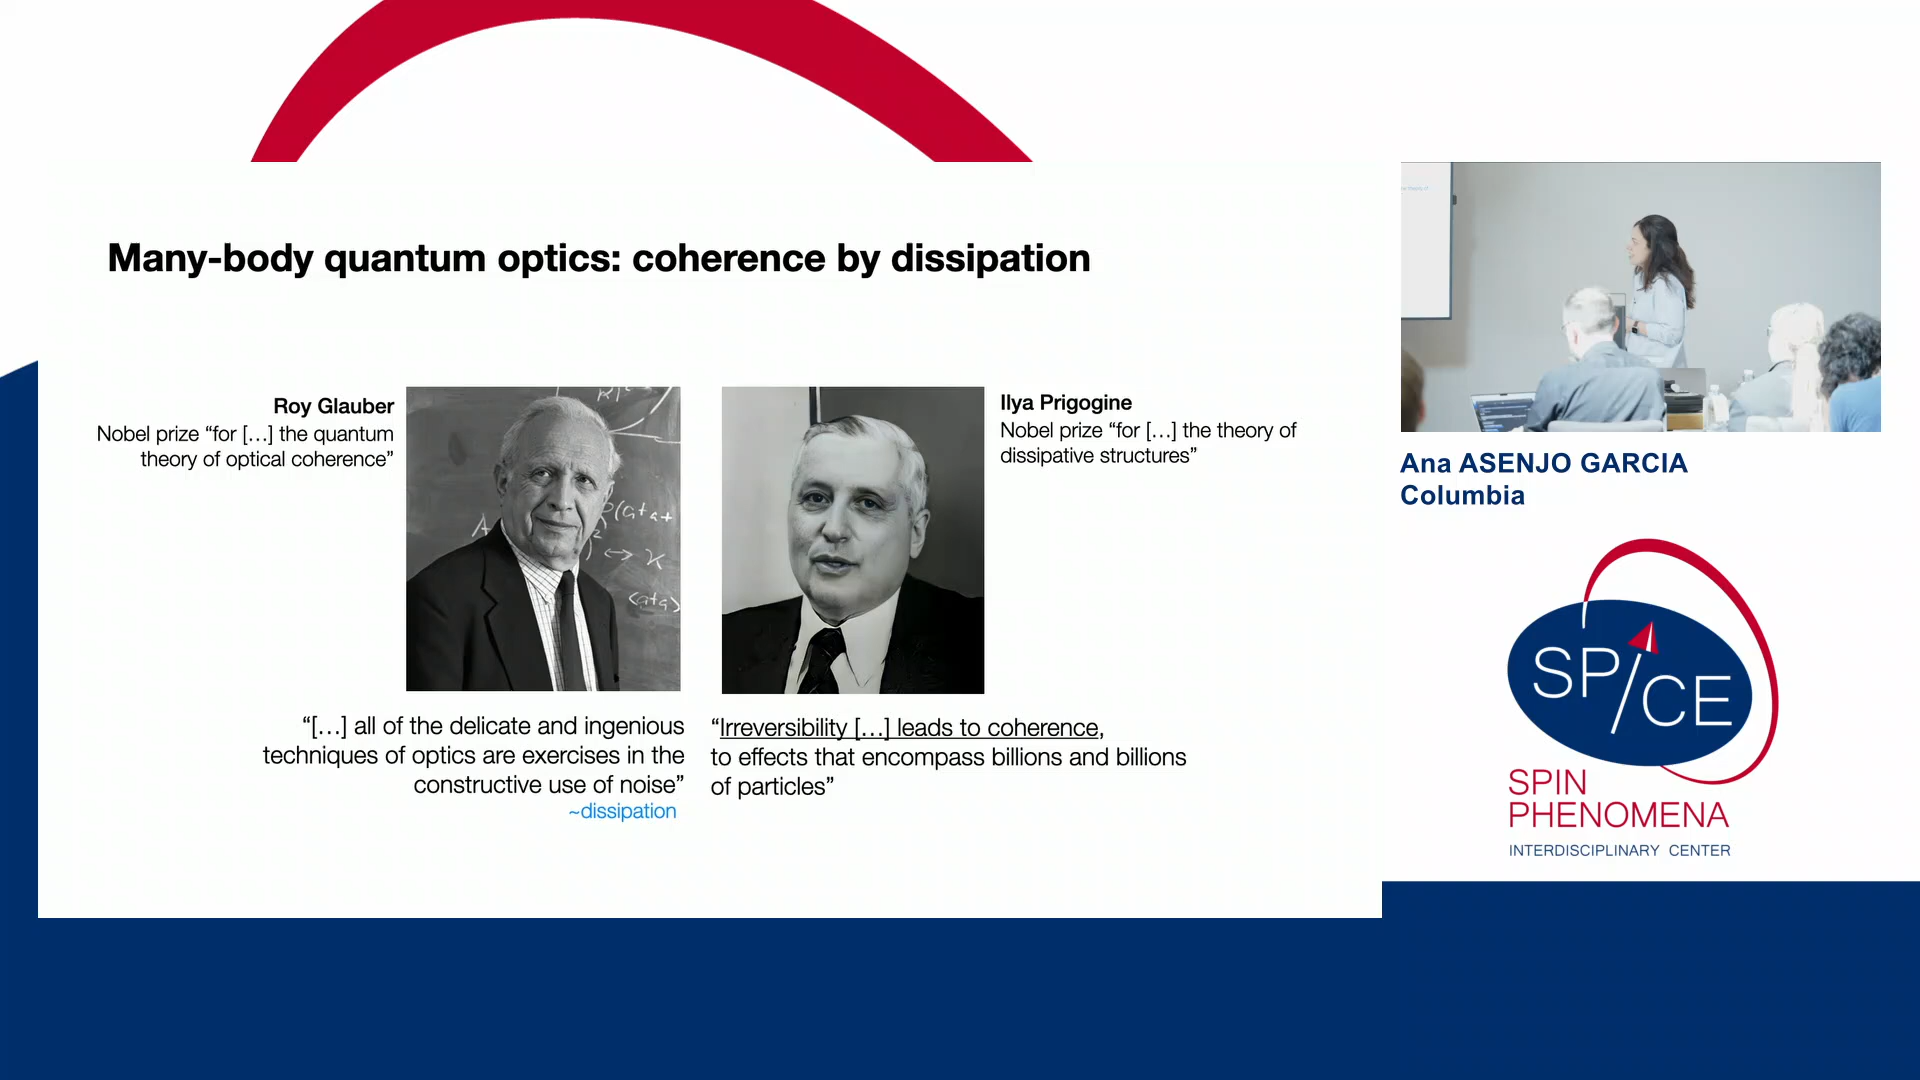 Many-body quantum optics: coherence by dissipation
Roy Glauber
Nobel prize “for […] the quantum
theory of optical coherence”
Ilya Prigogine
Nobel prize “for […] the theory of
dissipative structures”
“[…] all of the delicate and ingenious
techniques of optics are exercises in the
constructive use of noise”
~dissipation
“Irreversibility […] leads to coherence,
to effects that encompass billions and billions
of particles”
Ana ASENJO GARCIA
Columbia
SPICE
SPIN
PHENOMENA
INTERDISCIPLINARY CENTER